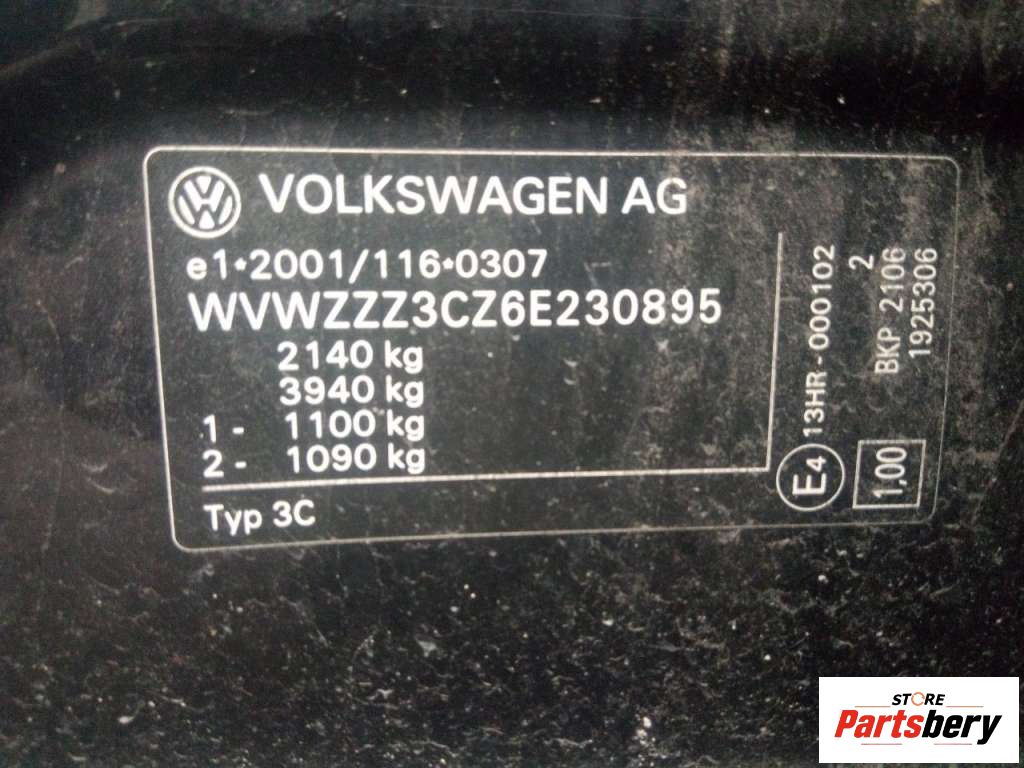 VOLKSWAGEN AG
e1*2001/116*0307
WVWZZZ3CZ6E230895
2140 kg
3940 kg
1- 1100 kg
2- 1090 kg
Typ 3C
E4 13HR-000102
2
BKP 2106
1925306
1,00
STORE
Partsbery